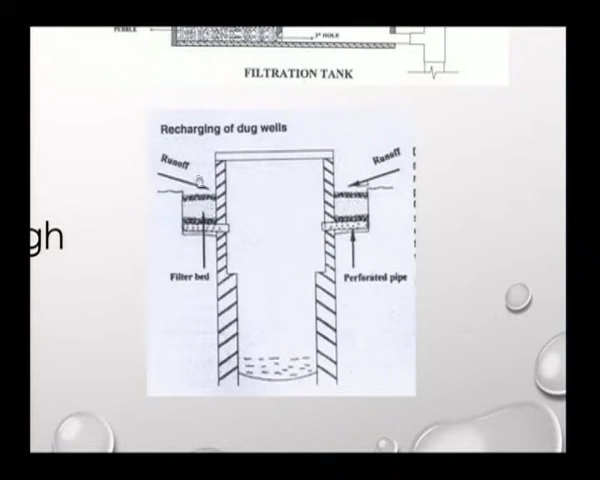 PEBBLE
3" HOLE
FILTRATION TANK
Recharging of dug wells
Runoff
Runoff
gh
Filter bed
Perforated pipe